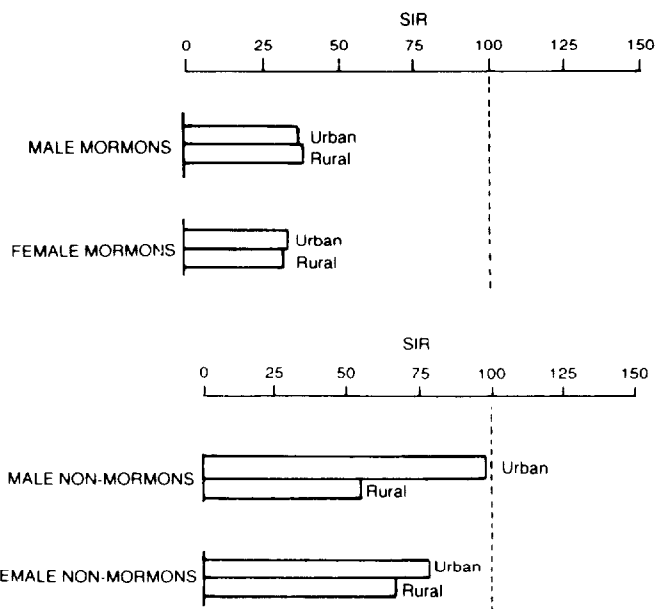 SIR
0 25 50 75 100 125 150
Urban
MALE MORMONS
Rural
Urban
FEMALE MORMONS
Rural
SIR
0 25 50 75 100 125 150
Urban
MALE NON-MORMONS
Rural
Urban
EMALE NON-MORMONS
Rural